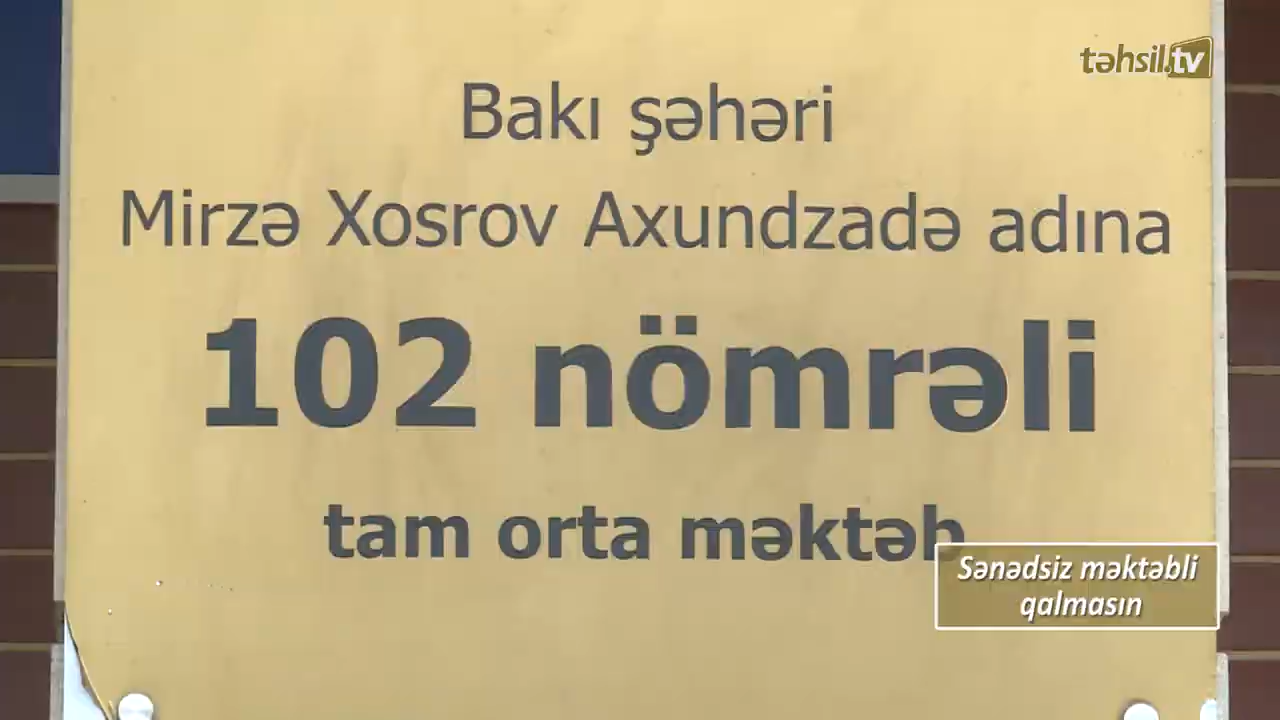 təhsil.tv
Bakı şəhəri
Mirzə Xosrov Axundzadə adına
102 nömrəli
tam orta məktəb
Sənədsiz məktəbli
qalmasın